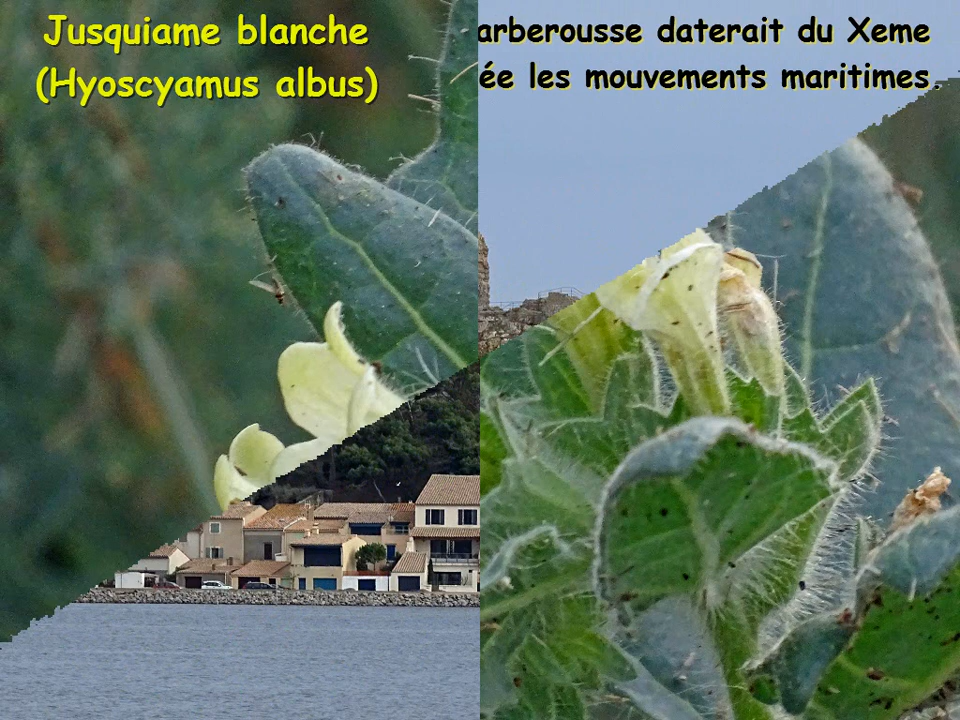 Jusquiame blanche
(Hyoscyamus albus)
arberousse daterait du Xeme
ée les mouvements maritimes.